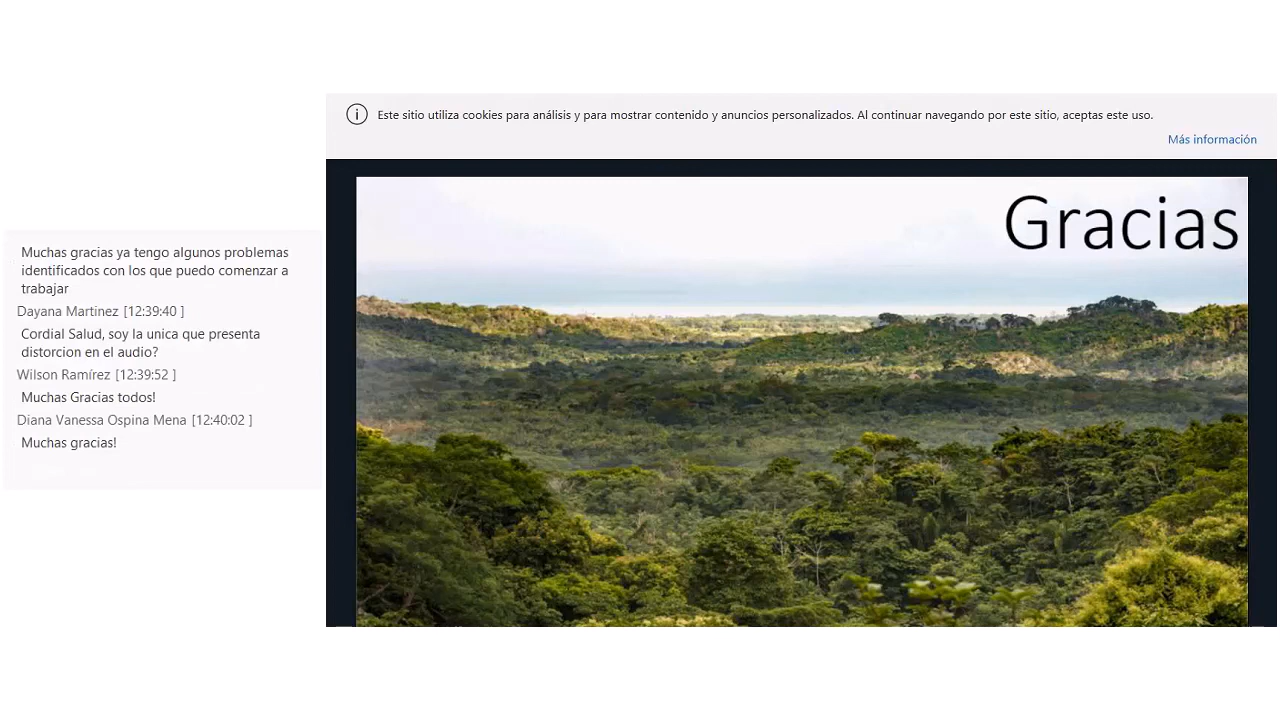 Este sitio utiliza cookies para análisis y para mostrar contenido y anuncios personalizados. Al continuar navegando por este sitio, aceptas este uso.
Más información
Gracias
Muchas gracias ya tengo algunos problemas
identificados con los que puedo comenzar a
trabajar
Dayana Martinez [12:39:40 ]
Cordial Salud, soy la unica que presenta
distorcion en el audio?
Wilson Ramírez [12:39:52 ]
Muchas Gracias todos!
Diana Vanessa Ospina Mena [12:40:02 ]
Muchas gracias!